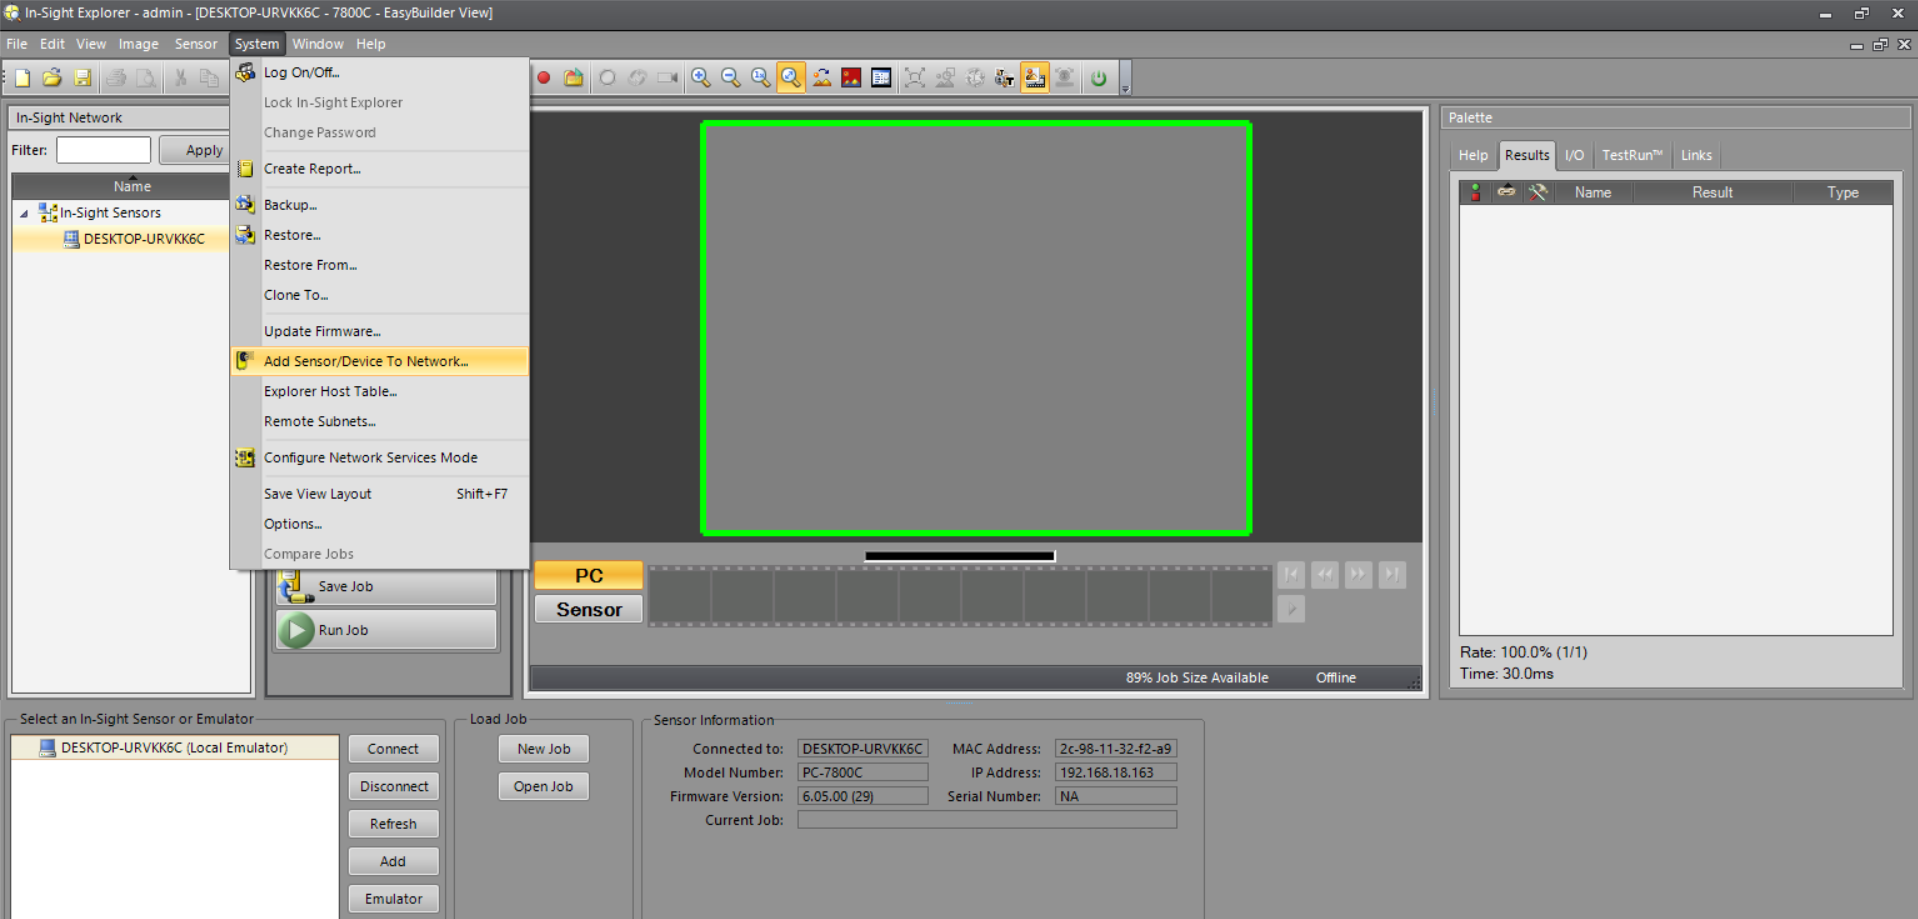 In-Sight Explorer - admin - [DESKTOP-URVKK6C - 7800C - EasyBuilder View]
File Edit View Image Sensor System Window Help
Log On/Off...
Lock In-Sight Explorer
Change Password
Create Report...
Backup...
Restore...
Restore From...
Clone To...
Update Firmware...
Add Sensor/Device To Network...
Explorer Host Table...
Remote Subnets...
Configure Network Services Mode
Save View Layout Shift+F7
Options...
Compare Jobs
In-Sight Network
Filter: Apply
Name
In-Sight Sensors
DESKTOP-URVKK6C
Save Job
Run Job
PC
Sensor
89% Job Size Available Offline
Palette
Help Results I/O TestRun™ Links
Name Result Type
Rate: 100.0% (1/1)
Time: 30.0ms
Select an In-Sight Sensor or Emulator
DESKTOP-URVKK6C (Local Emulator)
Connect
Disconnect
Refresh
Add
Emulator
Load Job
New Job
Open Job
Sensor Information
Connected to: DESKTOP-URVKK6C MAC Address: 2c-98-11-32-f2-a9
Model Number: PC-7800C IP Address: 192.168.18.163
Firmware Version: 6.05.00 (29) Serial Number: NA
Current Job: